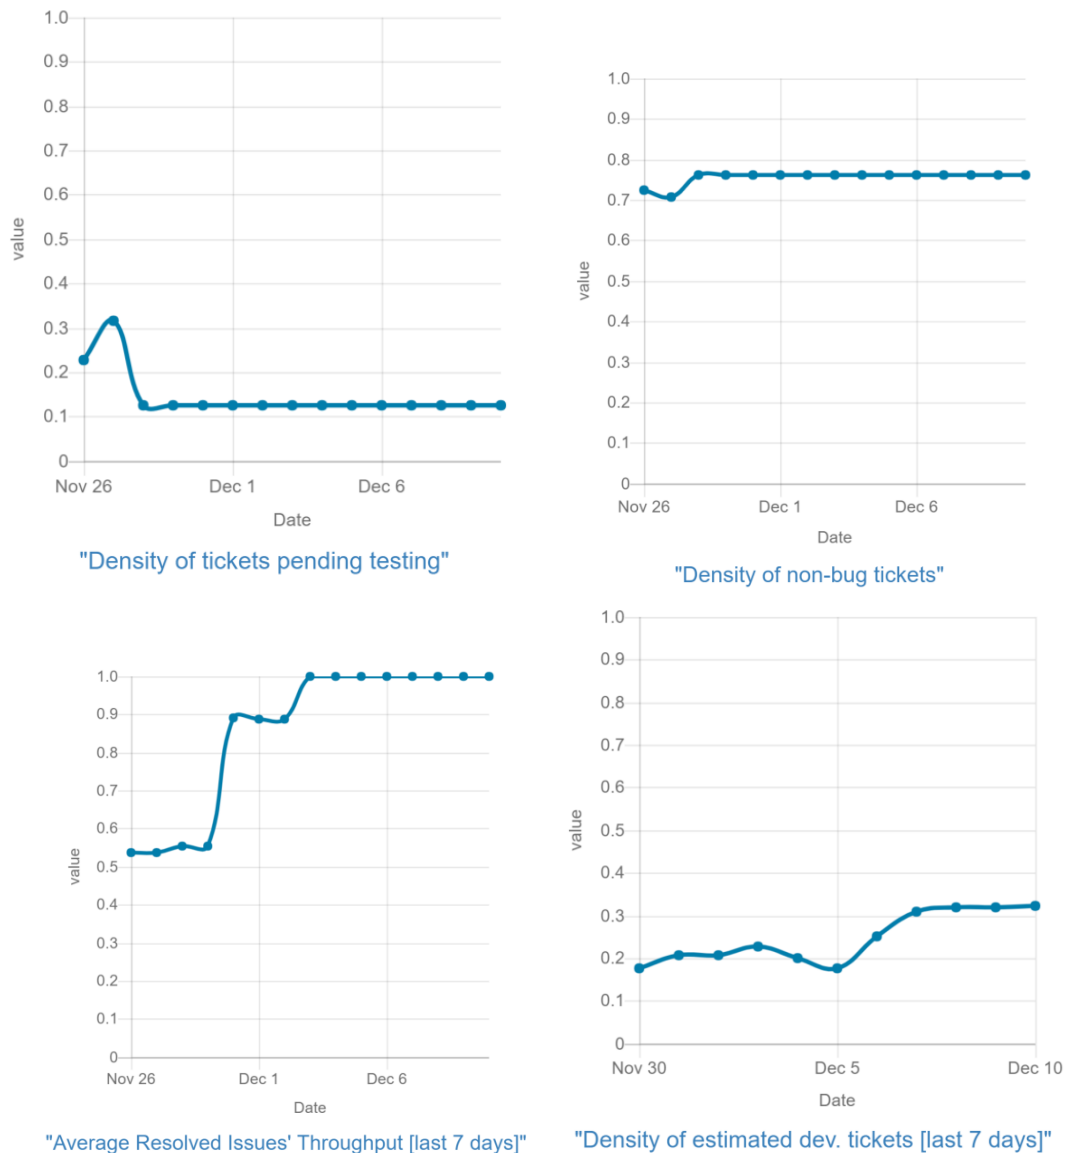 1.0
0.9
0.8
0.7
0.6
0.5
0.4
0.3
0.2
0.1
0
value
Nov 26 Dec 1 Dec 6
Date
"Density of tickets pending testing"
1.0
0.9
0.8
0.7
0.6
0.5
0.4
0.3
0.2
0.1
0
value
Nov 26 Dec 1 Dec 6
Date
"Density of non-bug tickets"
1.0
0.9
0.8
0.7
0.6
0.5
0.4
0.3
0.2
0.1
0
value
Nov 26 Dec 1 Dec 6
Date
"Average Resolved Issues' Throughput [last 7 days]"
1.0
0.9
0.8
0.7
0.6
0.5
0.4
0.3
0.2
0.1
0
value
Nov 30 Dec 5 Dec 10
Date
"Density of estimated dev. tickets [last 7 days]"